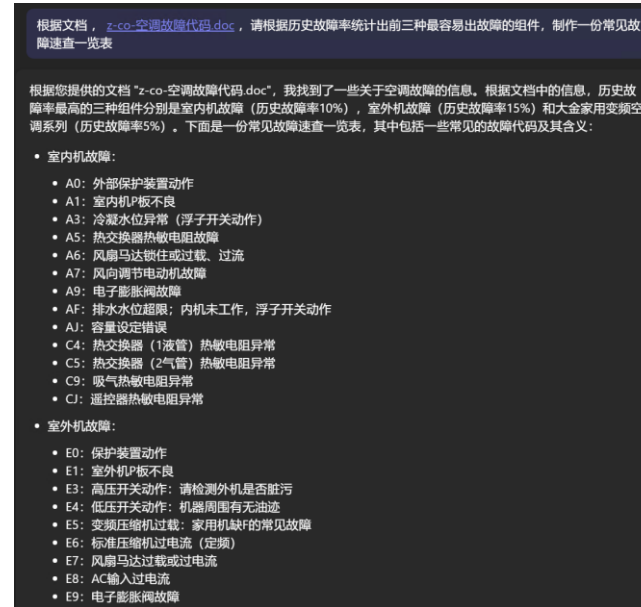 根据文档 ， z-co-空调故障代码.doc ，请根据历史故障率统计出前三种最容易出故障的组件，制作一份常见故
障速查一览表
根据您提供的文档 "z-co-空调故障代码.doc"，我找到了一些关于空调故障的信息。根据文档中的信息，历史故
障率最高的三种组件分别是室内机故障（历史故障率10%），室外机故障（历史故障率15%）和大金家用变频空
调系列（历史故障率5%）。下面是一份常见故障速查一览表，其中包括一些常见的故障代码及其含义：
• 室内机故障：
• A0：外部保护装置动作
• A1：室内机P板不良
• A3：冷凝水位异常（浮子开关动作）
• A5：热交换器热敏电阻故障
• A6：风扇马达锁住或过载、过流
• A7：风向调节电动机故障
• A9：电子膨胀阀故障
• AF：排水水位超限；内机未工作，浮子开关动作
• AJ：容量设定错误
• C4：热交换器（1液管）热敏电阻异常
• C5：热交换器（2气管）热敏电阻异常
• C9：吸气热敏电阻异常
• CJ：遥控器热敏电阻异常
• 室外机故障：
• E0：保护装置动作
• E1：室外机P板不良
• E3：高压开关动作：请检测外机是否脏污
• E4：低压开关动作：机器周围有无油迹
• E5：变频压缩机过载：家用机缺F的常见故障
• E6：标准压缩机过电流（定频）
• E7：风扇马达过载或过电流
• E8：AC输入过电流
• E9：电子膨胀阀故障